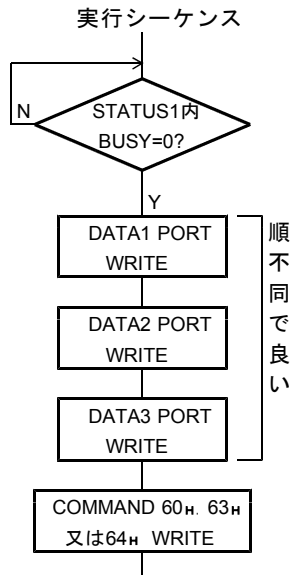 実行シーケンス
N
STATUS1内
BUSY=0?
Y
DATA1 PORT
WRITE
DATA2 PORT
WRITE
DATA3 PORT
WRITE
順不同で良い
COMMAND 60H. 63H
又は64H WRITE